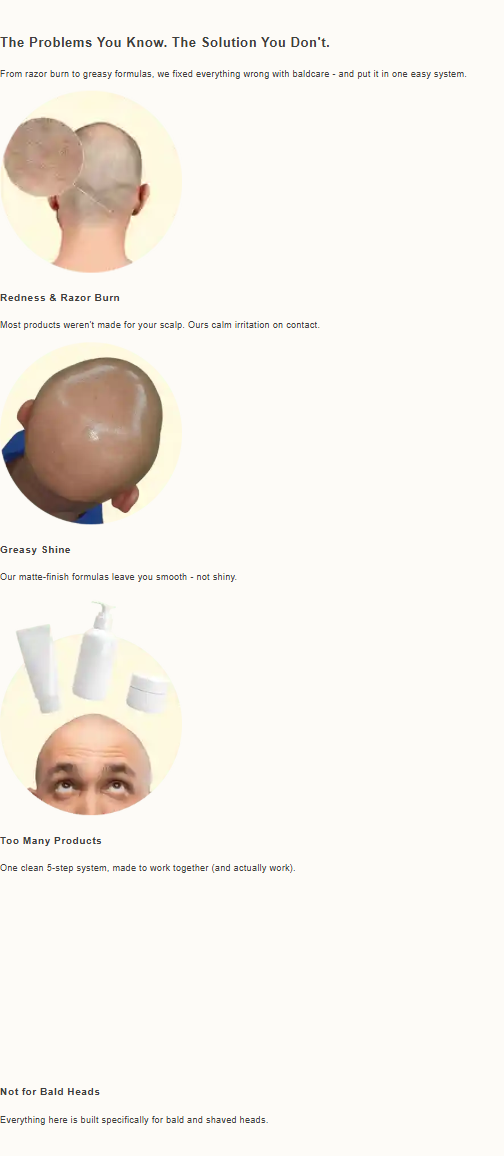 The Problems You Know. The Solution You Don't.
From razor burn to greasy formulas, we fixed everything wrong with baldcare - and put it in one easy system.
Redness & Razor Burn
Most products weren't made for your scalp. Ours calm irritation on contact.
Greasy Shine
Our matte-finish formulas leave you smooth - not shiny.
Too Many Products
One clean 5-step system, made to work together (and actually work).
Not for Bald Heads
Everything here is built specifically for bald and shaved heads.